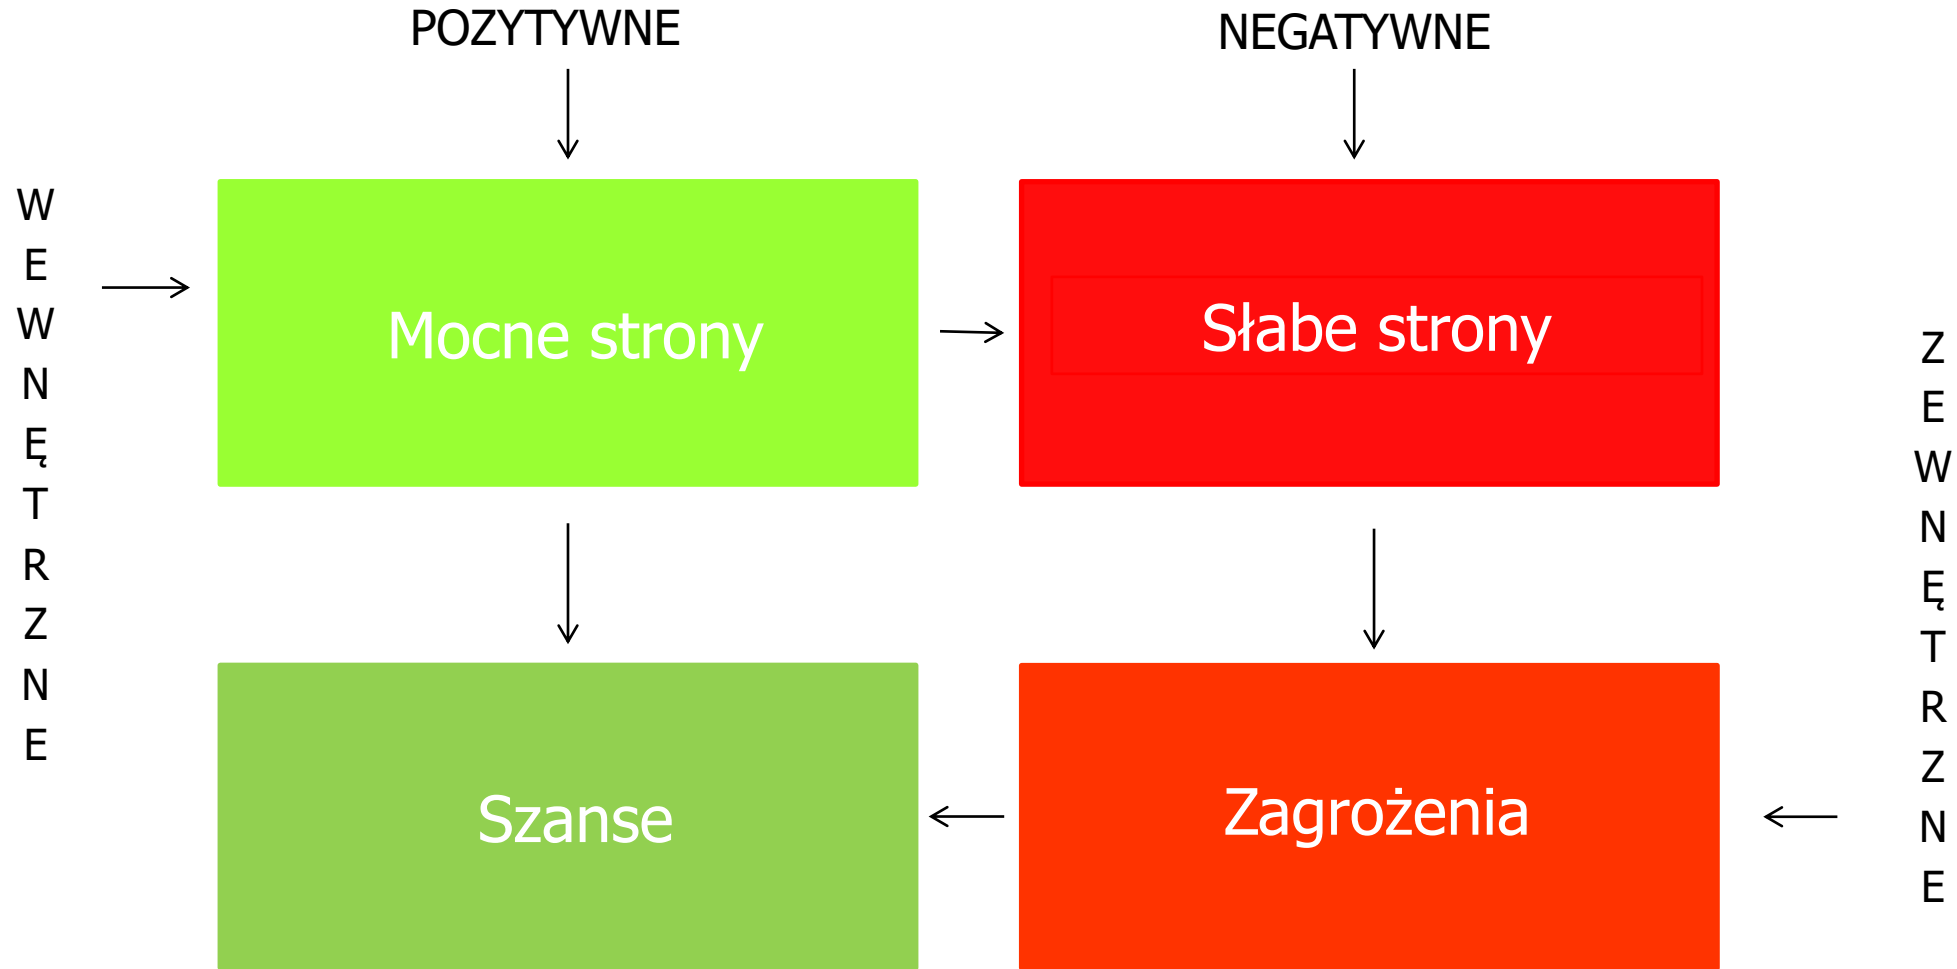 POZYTYWNE
NEGATYWNE
W
E
W
N
Ę
T
R
Z
N
E
Mocne strony
Słabe strony
Szanse
Zagrożenia
Z
E
W
N
Ę
T
R
Z
N
E